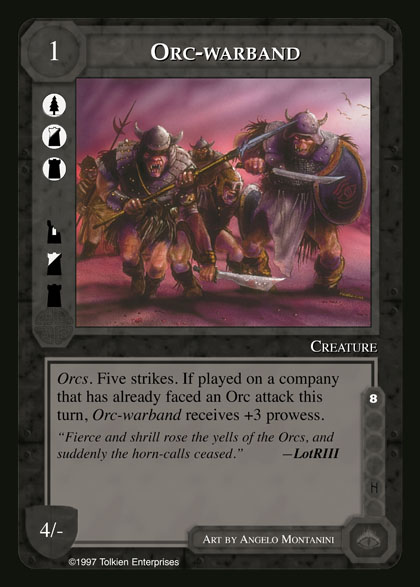 1
ORC-WARBAND
CREATURE
Orcs. Five strikes. If played on a company
that has already faced an Orc attack this
turn, Orc-warband receives +3 prowess.
“Fierce and shrill rose the yells of the Orcs, and
suddenly the horn-calls ceased.” —LotRIII
8
4/-
ART BY ANGELO MONTANINI
©1997 Tolkien Enterprises